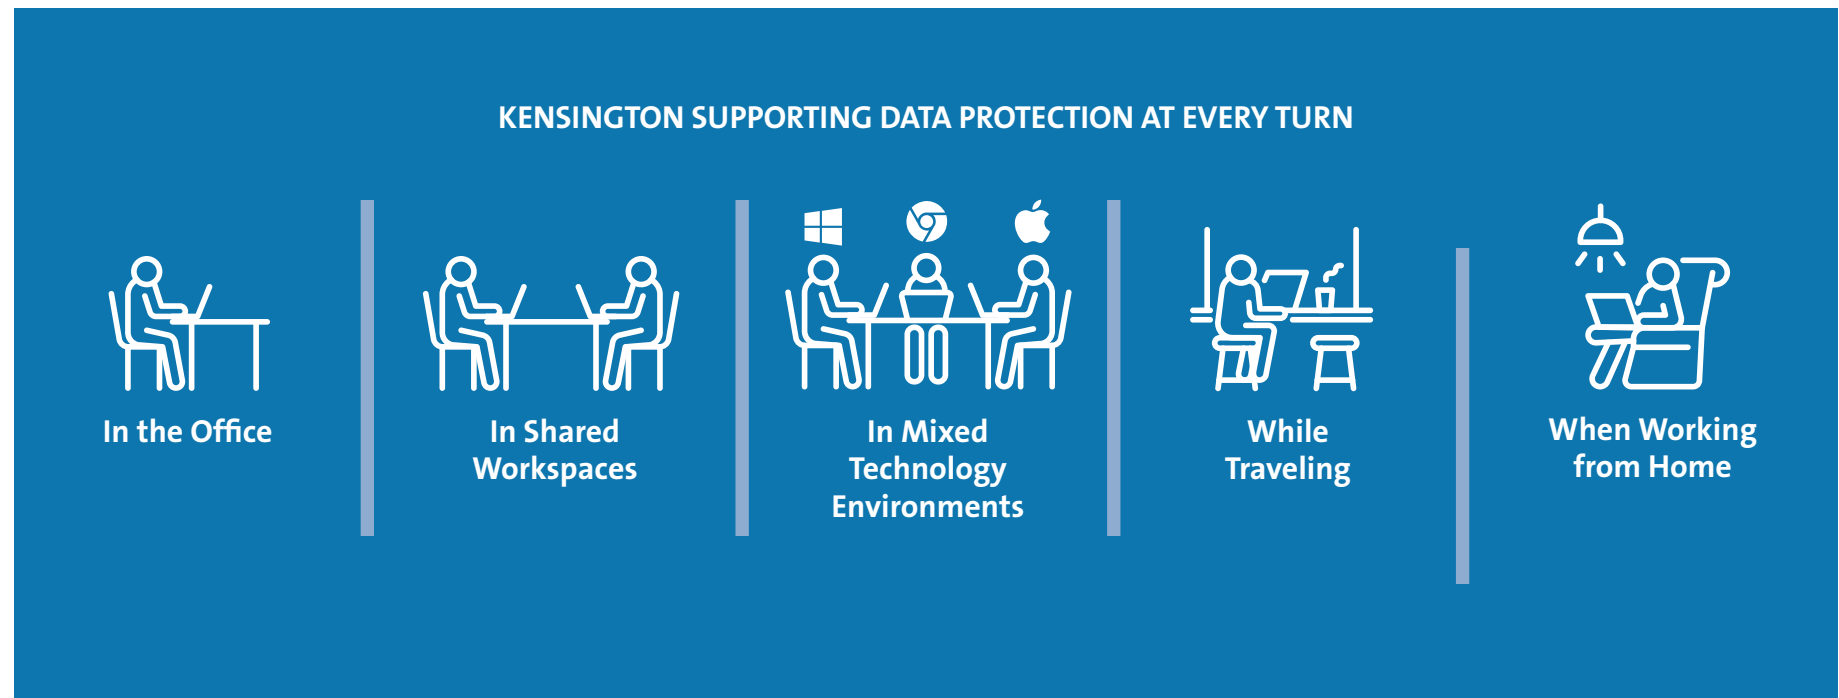 KENSINGTON SUPPORTING DATA PROTECTION AT EVERY TURN
In the Office
In Shared
Workspaces
In Mixed
Technology
Environments
While
Traveling
When Working
from Home